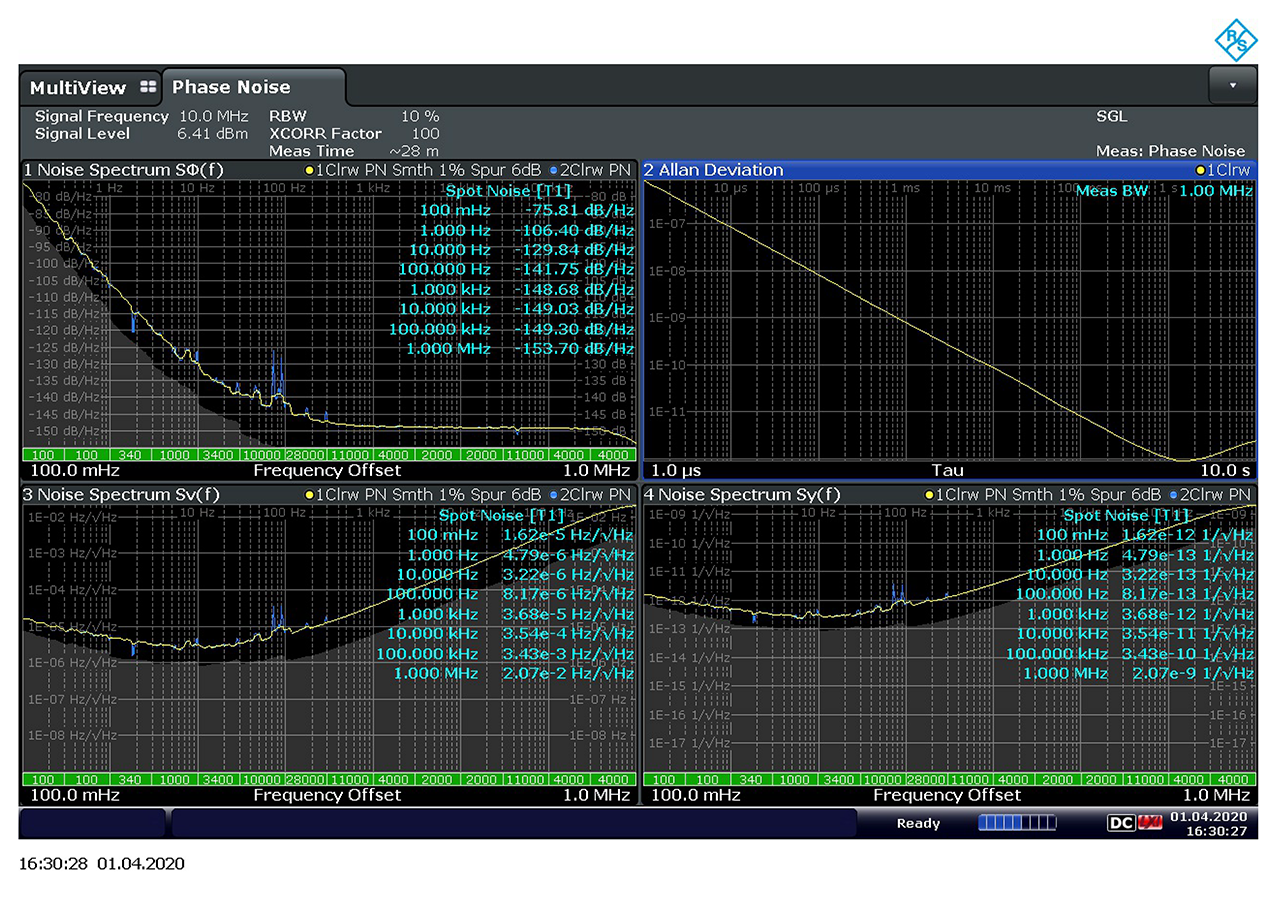 R&S
MultiView Phase Noise
Signal Frequency 10.0 MHz RBW 10 % SGL
Signal Level 6.41 dBm XCORR Factor 100
Meas Time ~28 m Meas: Phase Noise
1 Noise Spectrum SΦ(f) 1Clrw PN Smth 1% Spur 6dB 2Clrw PN
1 Hz 10 Hz 100 Hz 1 kHz
Spot Noise [T1]
100 mHz -75.81 dB/Hz
1.000 Hz -106.40 dB/Hz
10.000 Hz -129.84 dB/Hz
100.000 Hz -141.75 dB/Hz
1.000 kHz -148.68 dB/Hz
10.000 kHz -149.03 dB/Hz
100.000 kHz -149.30 dB/Hz
1.000 MHz -153.70 dB/Hz
-80 dB/Hz
-85 dB/Hz
-90 dB/Hz
-95 dB/Hz
-100 dB/Hz
-105 dB/Hz
-110 dB/Hz
-115 dB/Hz
-120 dB/Hz
-125 dB/Hz
-130 dB/Hz
-135 dB/Hz
-140 dB/Hz
-145 dB/Hz
-150 dB/Hz
100 100 340 1000 3400 10000 28000 11000 4000 2000 2000 11000 4000 4000
100.0 mHz Frequency Offset 1.0 MHz
2 Allan Deviation 1Clrw
10 µs 100 µs 1 ms 10 ms 1 s
Meas BW 1.00 MHz
1E-07
1E-08
1E-09
1E-10
1E-11
1.0 µs Tau 10.0 s
3 Noise Spectrum Sν(f) 1Clrw PN Smth 1% Spur 6dB 2Clrw PN
10 Hz 100 Hz 1 kHz
Spot Noise [T1]
100 mHz 1.62e-5 Hz/√Hz
1.000 Hz 4.79e-6 Hz/√Hz
10.000 Hz 3.22e-6 Hz/√Hz
100.000 Hz 8.17e-6 Hz/√Hz
1.000 kHz 3.68e-5 Hz/√Hz
10.000 kHz 3.54e-4 Hz/√Hz
100.000 kHz 3.43e-3 Hz/√Hz
1.000 MHz 2.07e-2 Hz/√Hz
1E-02 Hz/√Hz
1E-03 Hz/√Hz
1E-04 Hz/√Hz
1E-05 Hz/√Hz
1E-06 Hz/√Hz
1E-07 Hz/√Hz
1E-08 Hz/√Hz
100 100 340 1000 3400 10000 28000 11000 4000 2000 2000 11000 4000 4000
100.0 mHz Frequency Offset 1.0 MHz
4 Noise Spectrum Sy(f) 1Clrw PN Smth 1% Spur 6dB 2Clrw PN
10 Hz 100 Hz 1 kHz
Spot Noise [T1]
100 mHz 1.62e-12 1/√Hz
1.000 Hz 4.79e-13 1/√Hz
10.000 Hz 3.22e-13 1/√Hz
100.000 Hz 8.17e-13 1/√Hz
1.000 kHz 3.68e-12 1/√Hz
10.000 kHz 3.54e-11 1/√Hz
100.000 kHz 3.43e-10 1/√Hz
1.000 MHz 2.07e-9 1/√Hz
1E-09 1/√Hz
1E-10 1/√Hz
1E-11 1/√Hz
1E-12 1/√Hz
1E-13 1/√Hz
1E-14 1/√Hz
1E-15 1/√Hz
1E-16 1/√Hz
1E-17 1/√Hz
100 100 340 1000 3400 10000 28000 11000 4000 2000 2000 11000 4000 4000
100.0 mHz Frequency Offset 1.0 MHz
Ready DC 01.04.2020
16:30:27
16:30:28 01.04.2020